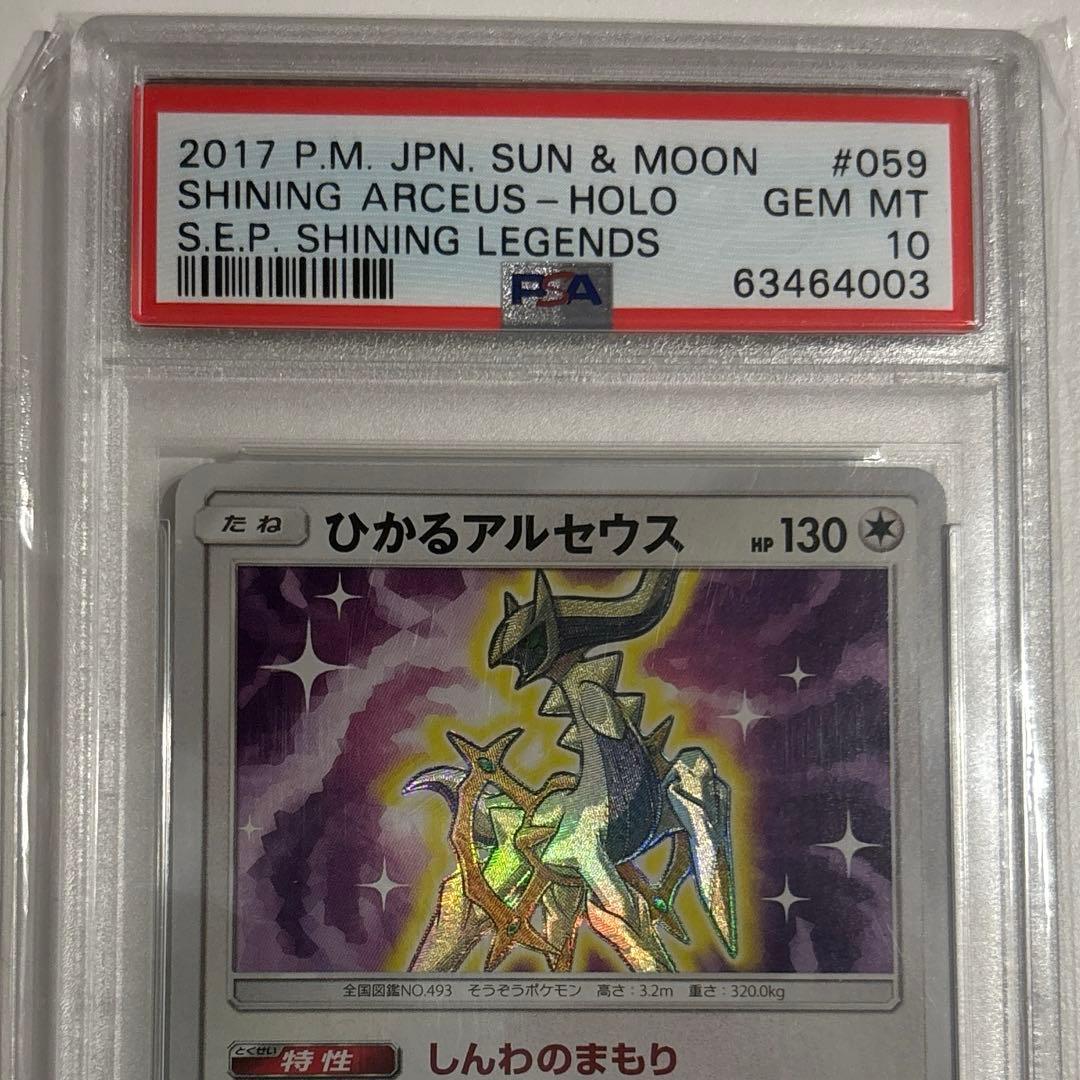 2017 P.M. JPN. SUN & MOON #059
SHINING ARCEUS – HOLO GEM MT
S.E.P. SHINING LEGENDS 10
PSA 63464003
たね ひかるアルセウス HP 130
全国図鑑NO.493 そうぞうポケモン 高さ:3.2m 重さ:320.0kg
とくせい
特性 しんわのまもり